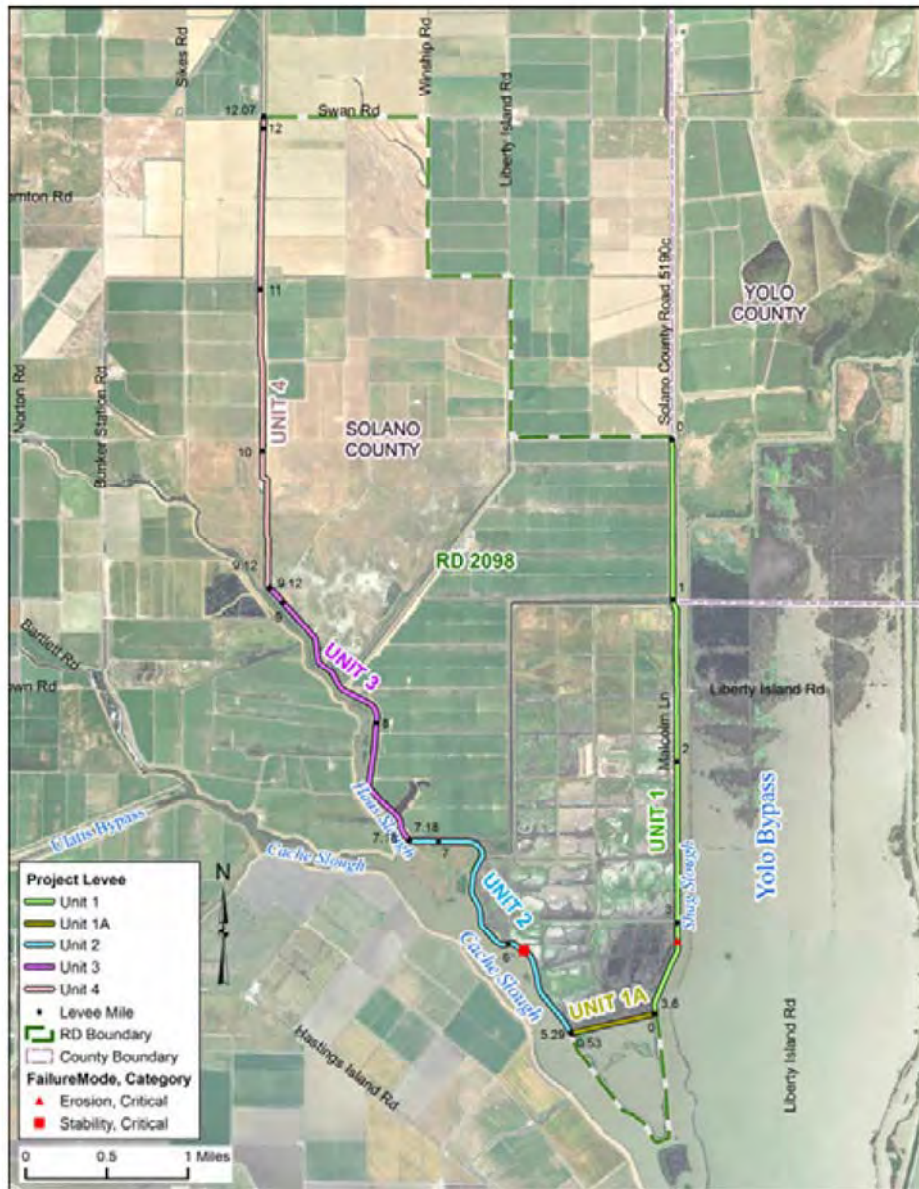 Sikes Rd
Winship Rd
Liberty Island Rd
12.07
Swan Rd
12
Rd
11
Solano County Road 5190c
YOLO
COUNTY
Norton Rd
Bunker Station Rd
UNIT 4
SOLANO
COUNTY
0
10
RD 2098
9.12
9.12
9
1
Bartlett Rd
UNIT 3
own Rd
Liberty Island Rd
8
Malcolm Ln
2
UNIT 1
Yolo Bypass
Haas Slough
Ulatis Bypass
7.18
7.18
7
Cache Slough
UNIT 2
Shag Slough
3
6
Cache Slough
UNIT 1A
3.6
0
5.29
0.53
Hastings Island Rd
Liberty Island Rd
N
Project Levee
Unit 1
Unit 1A
Unit 2
Unit 3
Unit 4
Levee Mile
RD Boundary
County Boundary
FailureMode, Category
Erosion, Critical
Stability, Critical
0 0.5 1 Miles